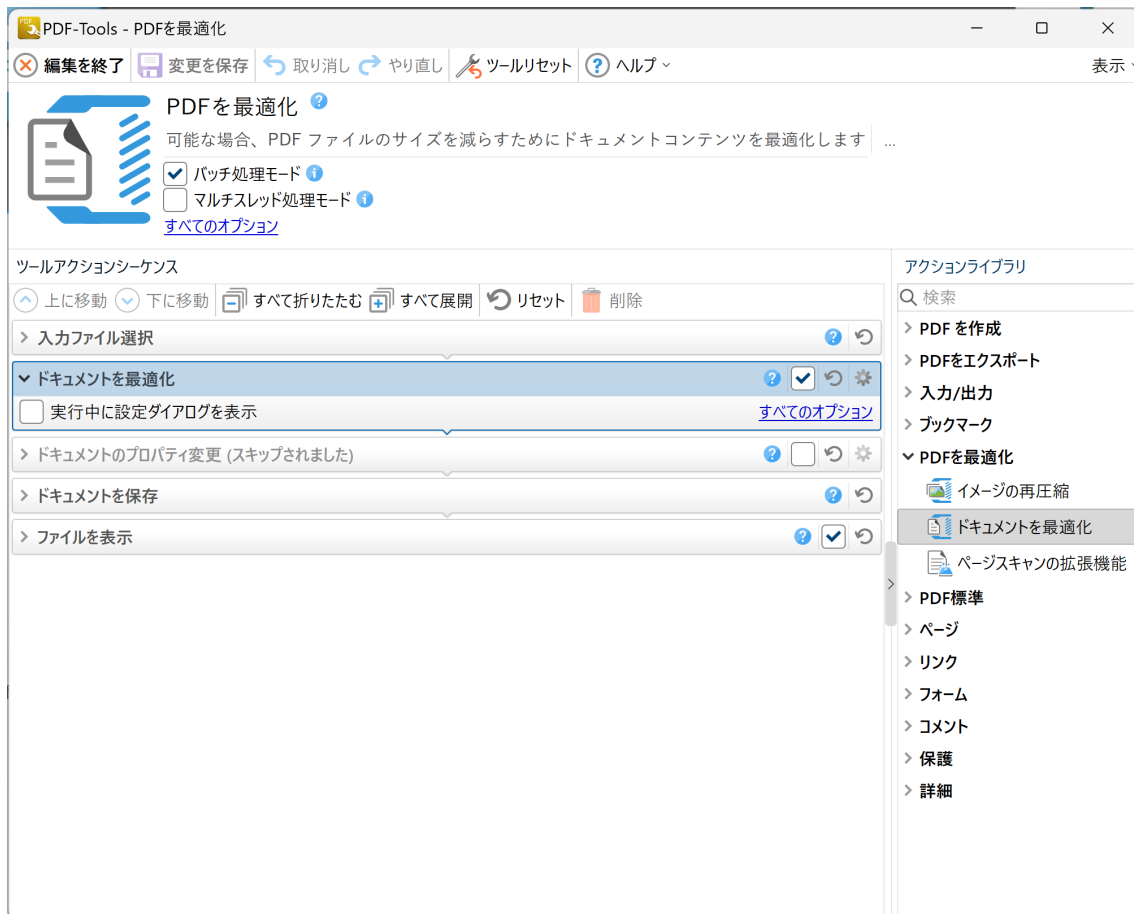 PDF-Tools - PDFを最適化
編集を終了 変更を保存 取り消し やり直し ツールリセット ヘルプ 表示
PDFを最適化
可能な場合、PDF ファイルのサイズを減らすためにドキュメントコンテンツを最適化します ...
バッチ処理モード
マルチスレッド処理モード
すべてのオプション
ツールアクションシーケンス
上に移動 下に移動 すべて折りたたむ すべて展開 リセット 削除
入力ファイル選択
ドキュメントを最適化
実行中に設定ダイアログを表示 すべてのオプション
ドキュメントのプロパティ変更 (スキップされました)
ドキュメントを保存
ファイルを表示
アクションライブラリ
検索
PDF を作成
PDFをエクスポート
入力/出力
ブックマーク
PDFを最適化
イメージの再圧縮
ドキュメントを最適化
ページスキャンの拡張機能
PDF標準
ページ
リンク
フォーム
コメント
保護
詳細